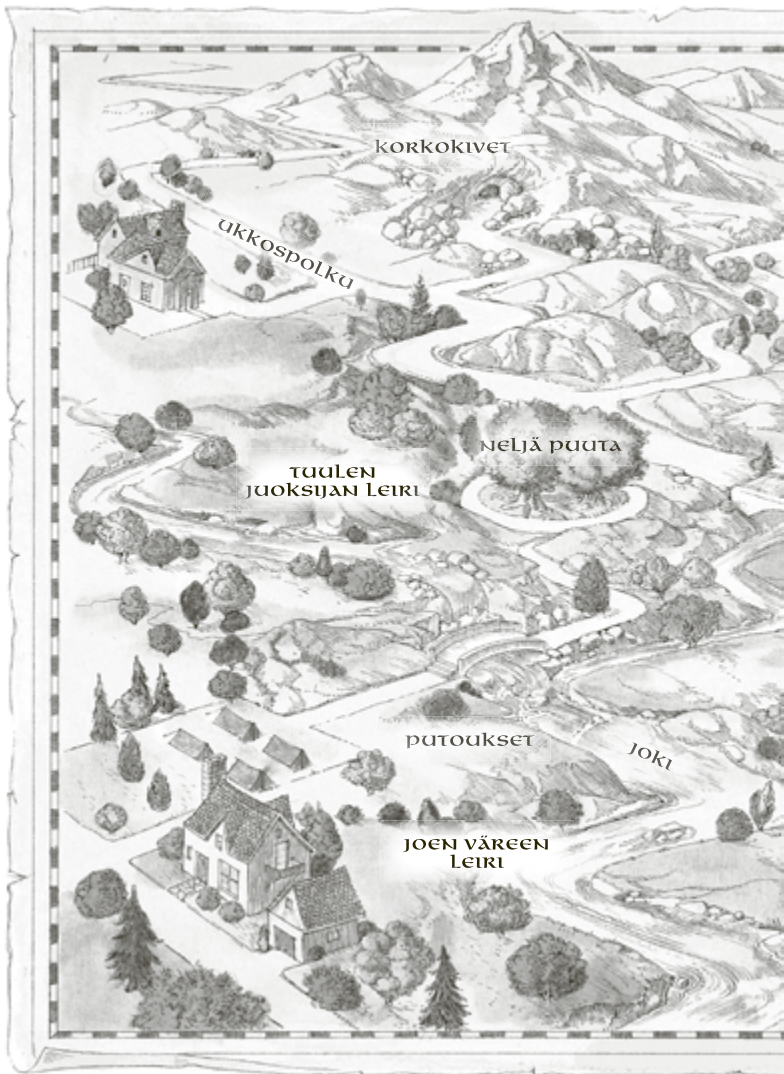 KORKOKIVET
UKKOSPOLKU
NELJÄ PUUTA
TUULEN
JUOKSIJAN LEIRI
PUTOUKSET
JOKI
JOEN VÄREEN
LEIRI